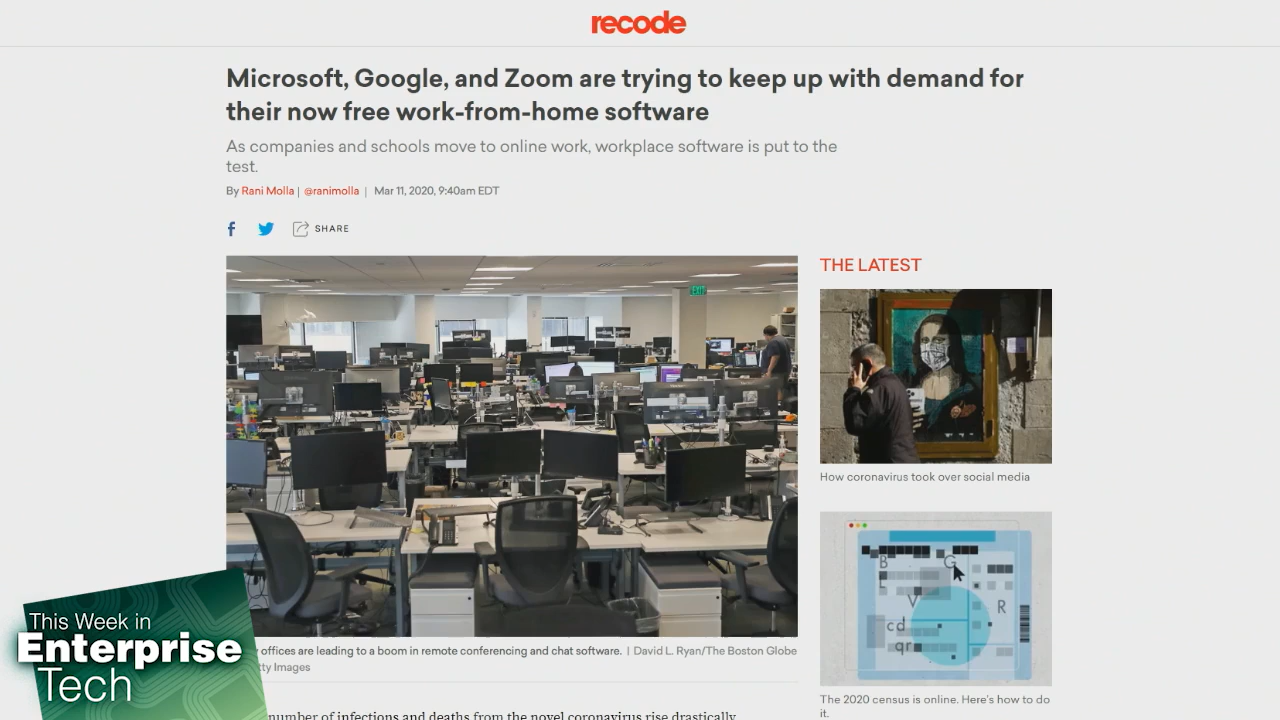 recode
Microsoft, Google, and Zoom are trying to keep up with demand for
their now free work-from-home software
As companies and schools move to online work, workplace software is put to the
test.
By Rani Molla | @ranimolla | Mar 11, 2020, 9:40am EDT
SHARE
THE LATEST
EXIT
How coronavirus took over social media
B G
L
V
R
cd
qr
offices are leading to a boom in remote conferencing and chat software. | David L. Ryan/The Boston Globe
tty Images
The 2020 census is online. Here's how to do
it.
number of infections and deaths from the novel coronavirus rise drastically,
This Week in
Enterprise
Tech